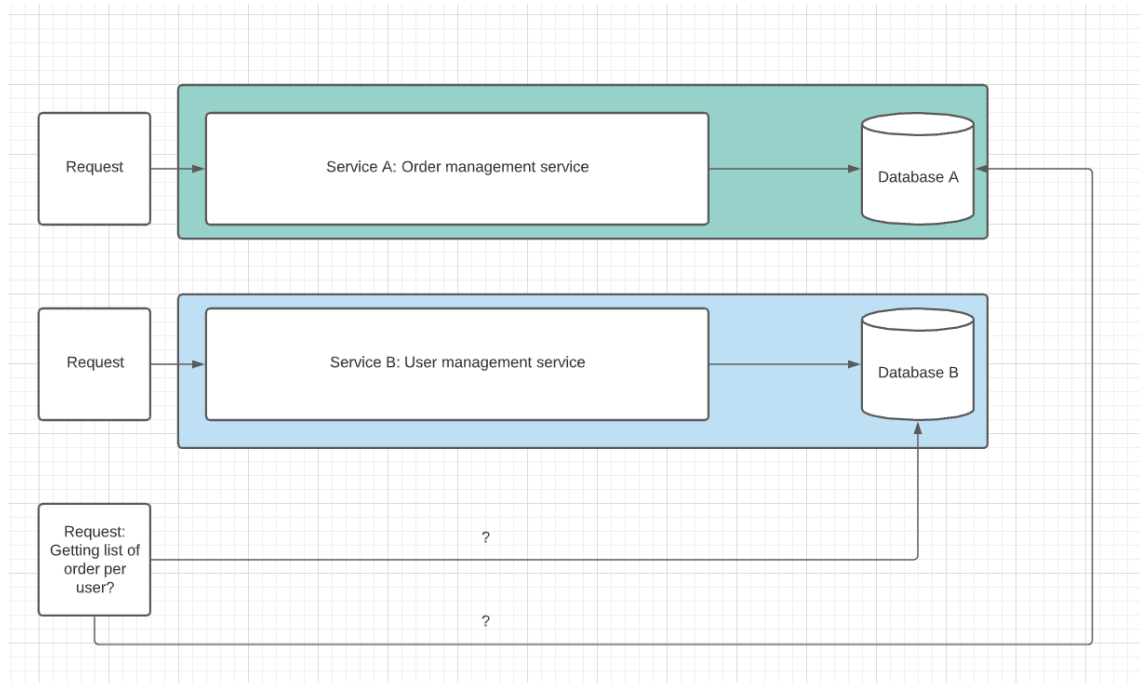 Request
Service A: Order management service
Database A
Request
Service B: User management service
Database B
Request:
Getting list of
order per
user?
?
?